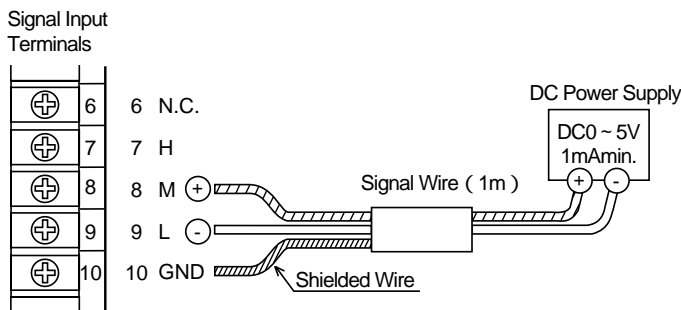 Signal Input
Terminals
DC Power Supply
DC0 ~ 5V
1mAmin.
+ -
6 6 N.C.
7 7 H
8 8 M +
Signal Wire ( 1m )
9 9 L -
10 10 GND
Shielded Wire